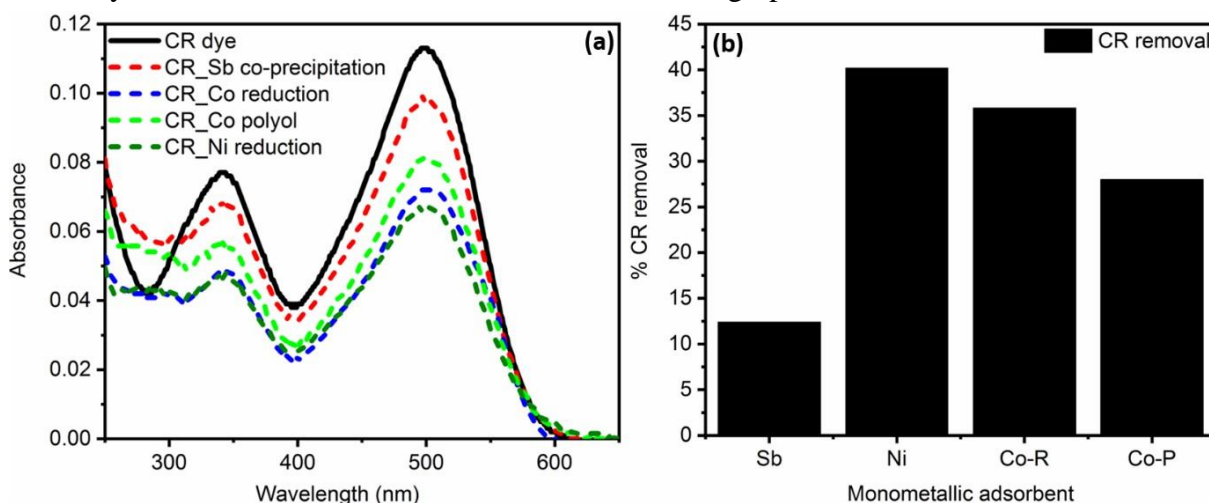 (a)
CR dye
CR_Sb co-precipitation
CR_Co reduction
CR_Co polyol
CR_Ni reduction
0.12
0.10
0.08
0.06
0.04
0.02
0.00
Absorbance
300 400 500 600
Wavelength (nm)
(b)
CR removal
45
40
35
30
25
20
15
10
5
0
% CR removal
Sb Ni Co-R Co-P
Monometallic adsorbent